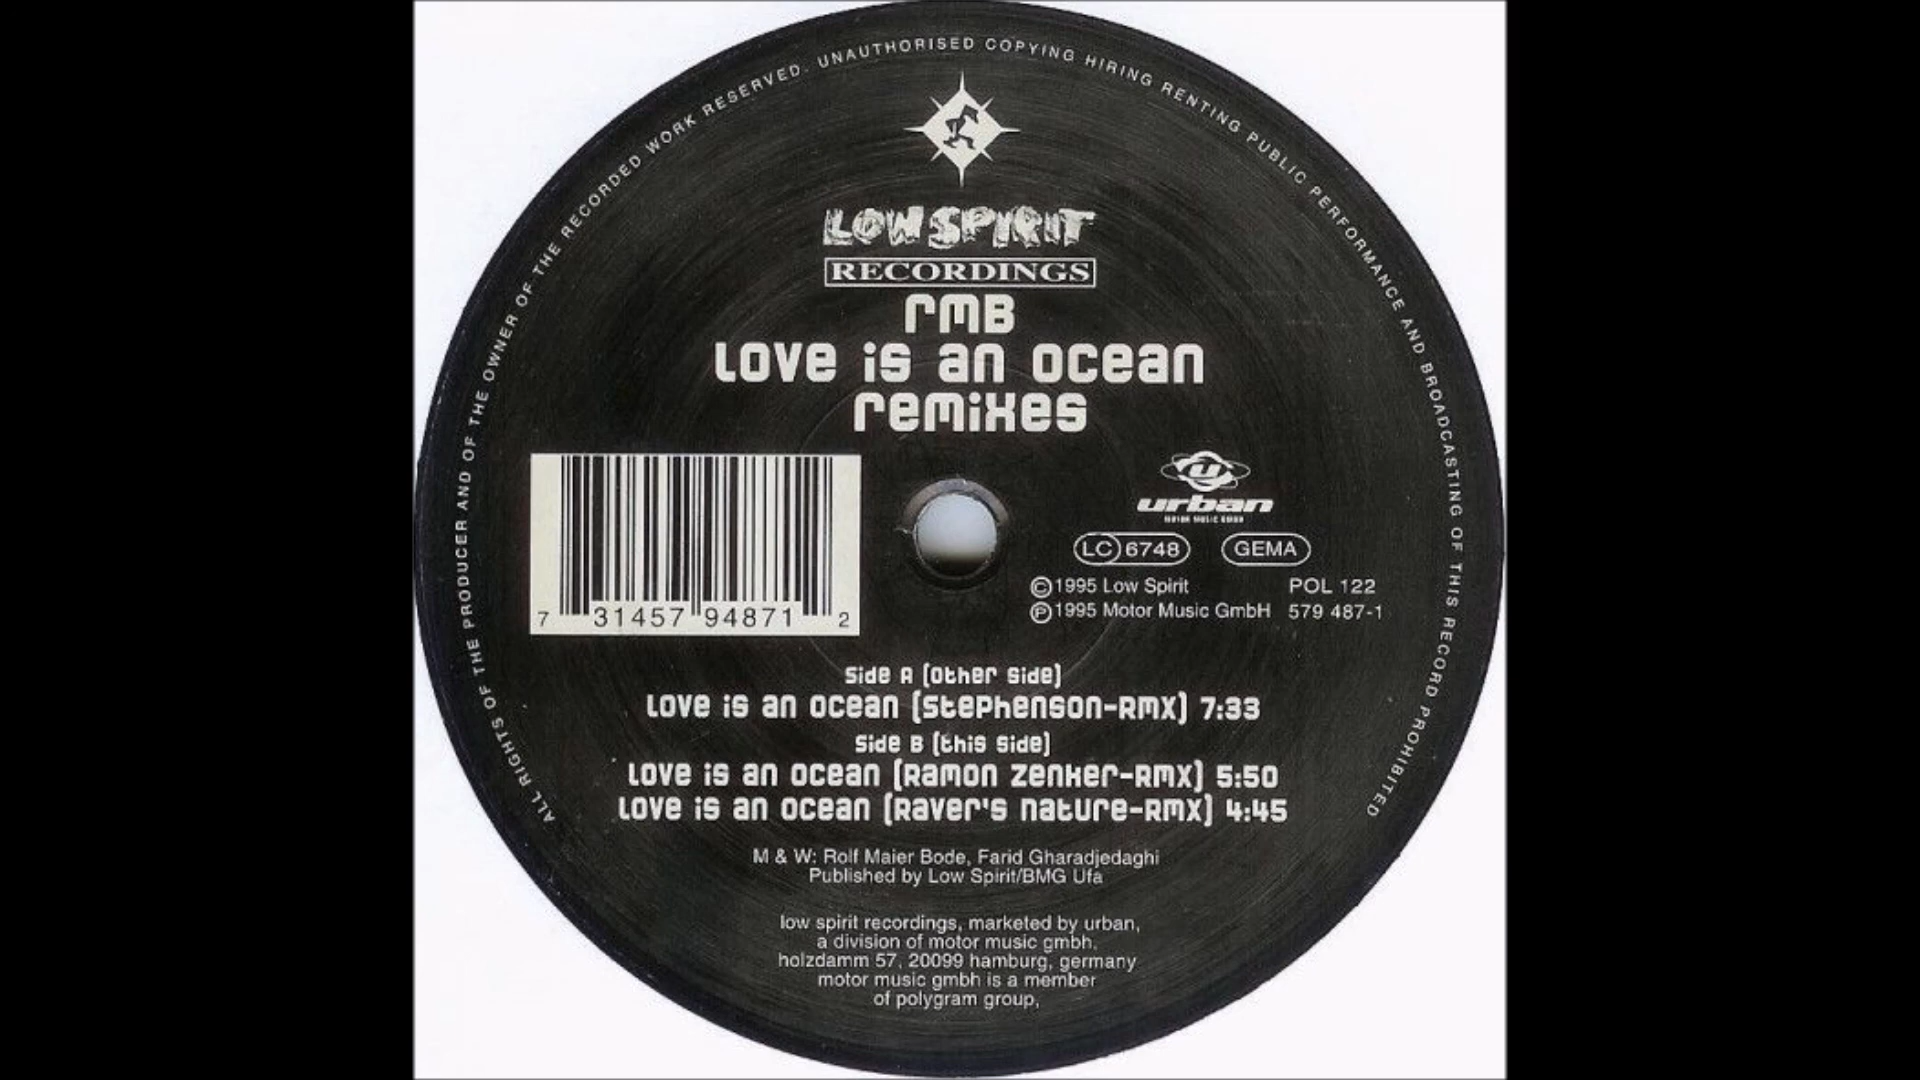 ALL RIGHTS OF THE PRODUCER AND OF THE OWNER OF THE RECORDED WORK RESERVED. UNAUTHORISED COPYING HIRING RENTING PUBLIC PERFORMANCE AND BROADCASTING OF THIS RECORD PROHIBITED
LOW SPIRIT
RECORDINGS
rmB
Love is an ocean
remixes
U
urban
MOTOR MUSIC GMBH
LC 6748 GEMA
© 1995 Low Spirit POL 122
℗ 1995 Motor Music GmbH 579 487-1
7 31457 94871 2
Side A (other side)
Love is an ocean (Stephenson-RMX) 7:33
Side B (this side)
Love is an ocean (Ramon Zenker-RMX) 5:50
Love is an ocean (Raver's Nature-RMX) 4:45
M & W: Rolf Maier Bode, Farid Gharadjedaghi
Published by Low Spirit/BMG Ufa
low spirit recordings, marketed by urban,
a division of motor music gmbh,
holzdamm 57, 20099 hamburg, germany
motor music gmbh is a member
of polygram group,